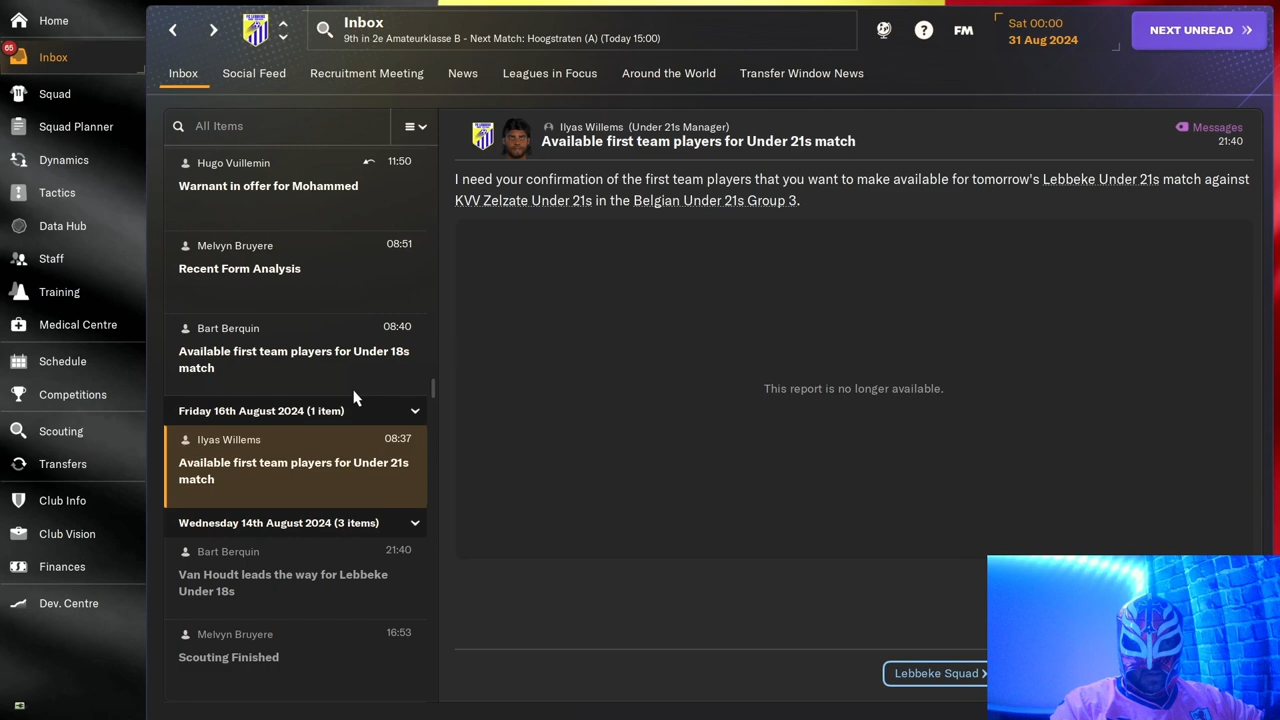 Home
65
Inbox
Squad
Squad Planner
Dynamics
Tactics
Data Hub
Staff
Training
Medical Centre
Schedule
Competitions
Scouting
Transfers
Club Info
Club Vision
Finances
Dev. Centre
Inbox
9th in 2e Amateurklasse B - Next Match: Hoogstraten (A) (Today 15:00)
FM
Sat 00:00
31 Aug 2024
NEXT UNREAD
Inbox Social Feed Recruitment Meeting News Leagues in Focus Around the World Transfer Window News
All Items
Hugo Vuillemin 11:50
Warnant in offer for Mohammed
Melvyn Bruyere 08:51
Recent Form Analysis
Bart Berquin 08:40
Available first team players for Under 18s
match
Friday 16th August 2024 (1 item)
Ilyas Willems 08:37
Available first team players for Under 21s
match
Wednesday 14th August 2024 (3 items)
Bart Berquin 21:40
Van Houdt leads the way for Lebbeke
Under 18s
Melvyn Bruyere 16:53
Scouting Finished
Ilyas Willems (Under 21s Manager)
Available first team players for Under 21s match
Messages
21:40
I need your confirmation of the first team players that you want to make available for tomorrow's Lebbeke Under 21s match against
KVV Zelzate Under 21s in the Belgian Under 21s Group 3.
This report is no longer available.
Lebbeke Squad